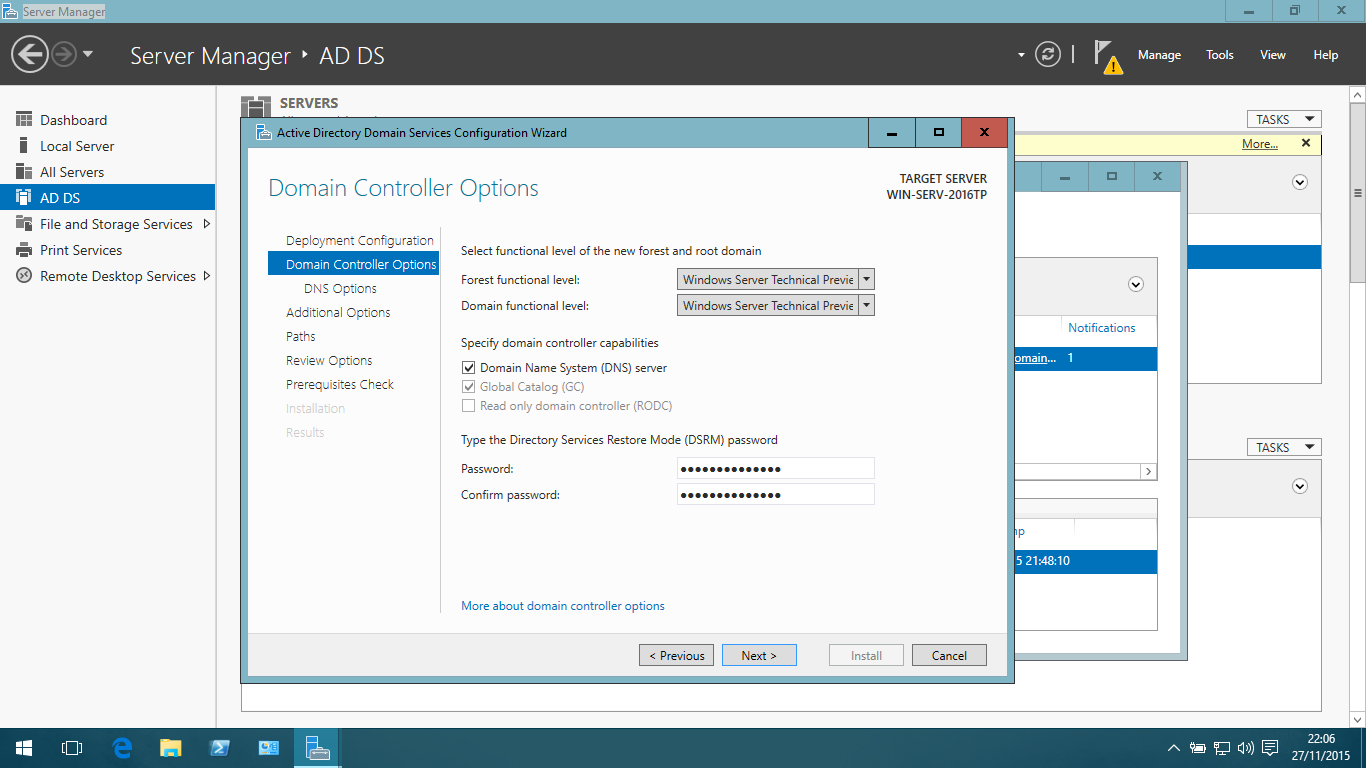 Server Manager
Server Manager ‣ AD DS
Manage Tools View Help
Dashboard
Local Server
All Servers
AD DS
File and Storage Services
Print Services
Remote Desktop Services
SERVERS
TASKS
More...
Active Directory Domain Services Configuration Wizard
Domain Controller Options
TARGET SERVER
WIN-SERV-2016TP
Deployment Configuration
Domain Controller Options
DNS Options
Additional Options
Paths
Review Options
Prerequisites Check
Installation
Results
Select functional level of the new forest and root domain
Forest functional level: Windows Server Technical Previe
Domain functional level: Windows Server Technical Previe
Specify domain controller capabilities
Domain Name System (DNS) server
Global Catalog (GC)
Read only domain controller (RODC)
Type the Directory Services Restore Mode (DSRM) password
Password: ●●●●●●●●●●●●●●
Confirm password: ●●●●●●●●●●●●●●
More about domain controller options
< Previous Next > Install Cancel
Notifications
omain... 1
TASKS
mp
5 21:48:10
22:06
27/11/2015